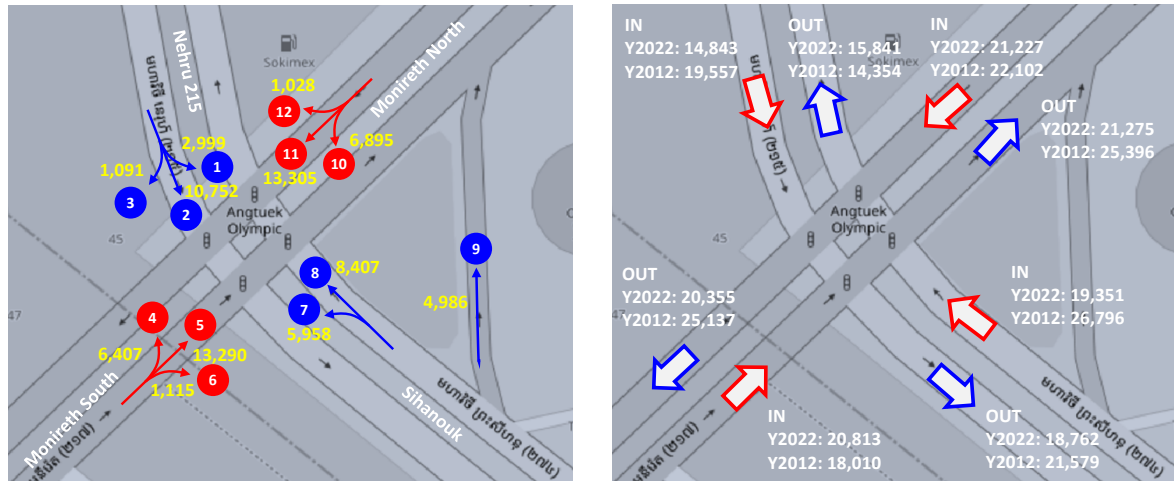 Sokimex
Nehru 215
Monireth North
1,028
12
2,999
6,895
11
10
13,305
1
1,091
10,752
3
2
Angtuek
Olympic
45
9
8
8,407
4,986
7
5,958
47
4
5
6,407
13,290
6
1,115
Monireth South
Sihanouk
IN
Y2022: 14,843
Y2012: 19,557
OUT
Y2022: 15,841
Y2012: 14,354
IN
Y2022: 21,227
Y2012: 22,102
Sokimex
OUT
Y2022: 21,275
Y2012: 25,396
Angtuek
Olympic
45
OUT
Y2022: 20,355
Y2012: 25,137
47
IN
Y2022: 19,351
Y2012: 26,796
IN
Y2022: 20,813
Y2012: 18,010
OUT
Y2022: 18,762
Y2012: 21,579